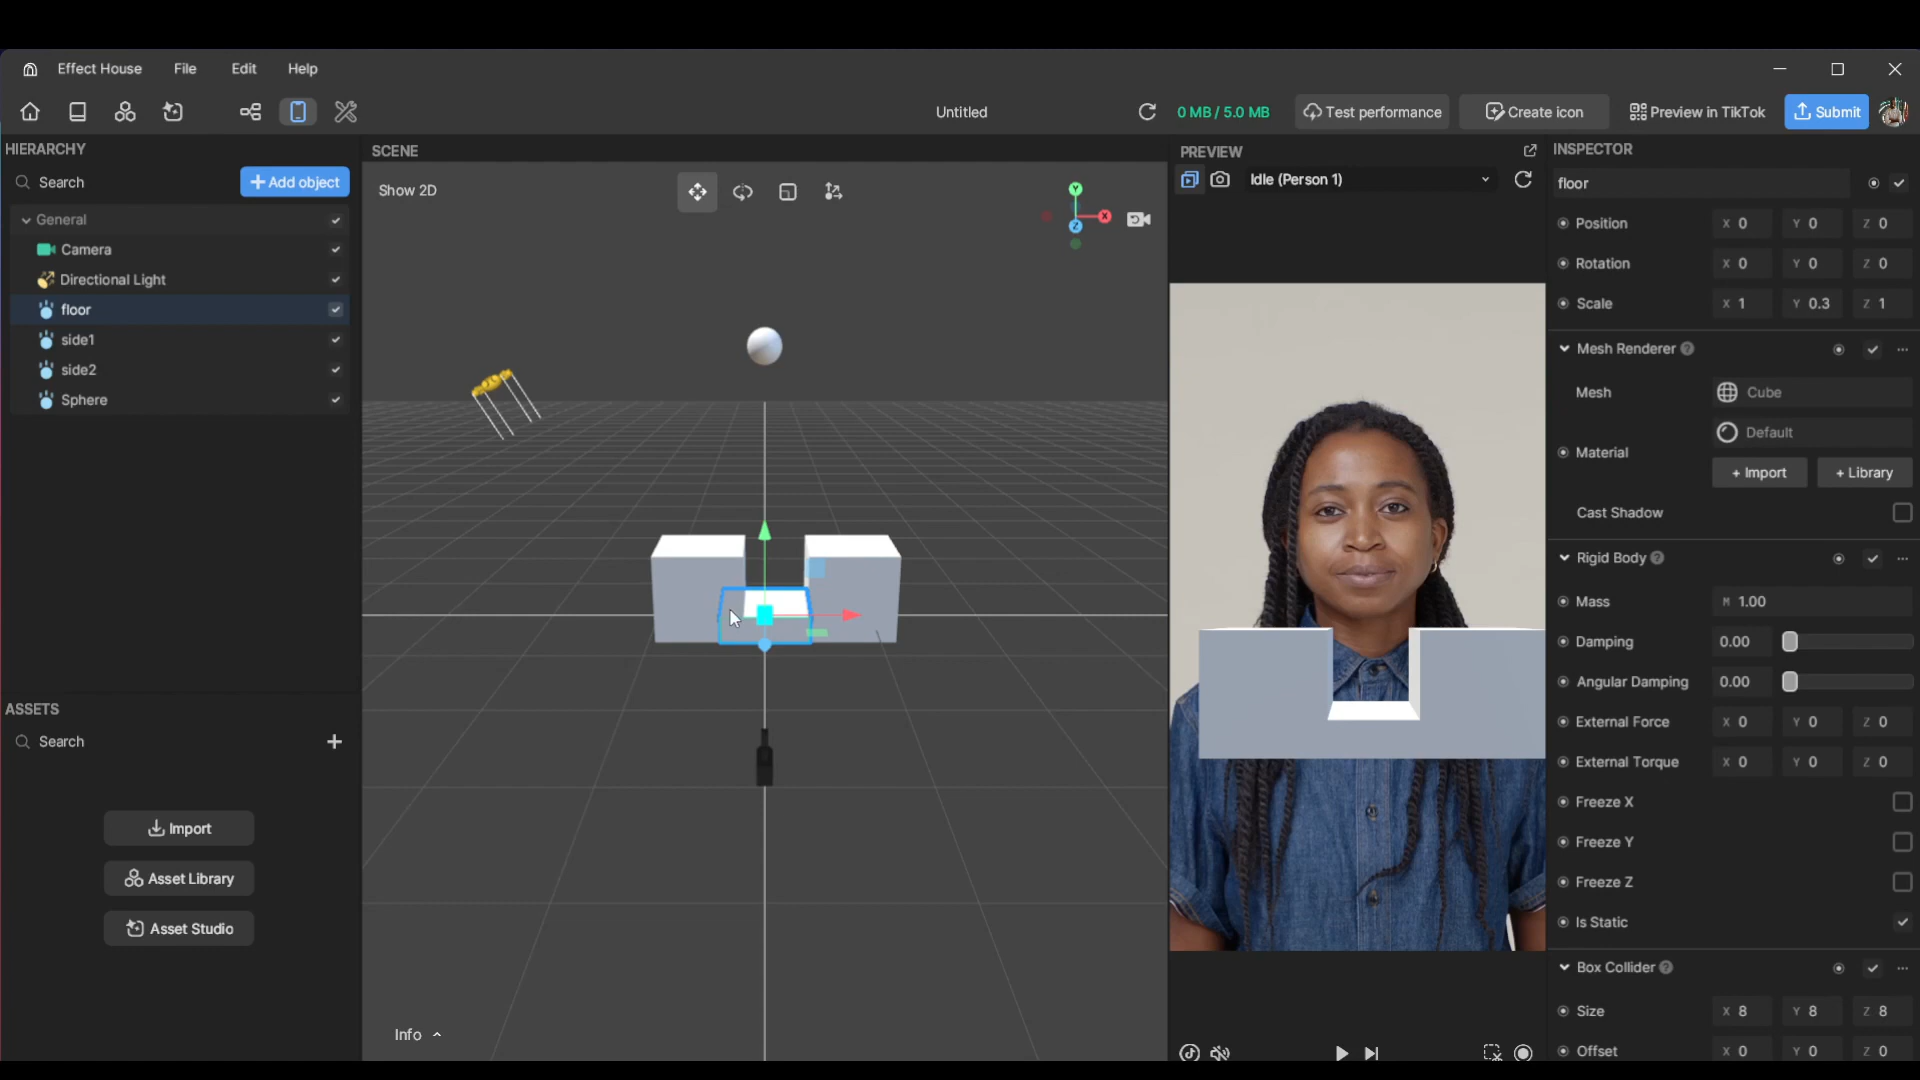 Effect House File Edit Help
Untitled 0 MB / 5.0 MB Test performance Create icon Preview in TikTok Submit
HIERARCHY
Search + Add object
General
Camera
Directional Light
floor
side1
side2
Sphere
ASSETS
Search +
Import
Asset Library
Asset Studio
SCENE
Show 2D
Y
X
Z
Info
PREVIEW
Idle (Person 1)
INSPECTOR
floor
Position X 0 Y 0 Z 0
Rotation X 0 Y 0 Z 0
Scale X 1 Y 0.3 Z 1
Mesh Renderer ?
Mesh Cube
Default
Material
+ Import + Library
Cast Shadow
Rigid Body ?
Mass M 1.00
Damping 0.00
Angular Damping 0.00
External Force X 0 Y 0 Z 0
External Torque X 0 Y 0 Z 0
Freeze X
Freeze Y
Freeze Z
Is Static
Box Collider ?
Size X 8 Y 8 Z 8
Offset X 0 Y 0 Z 0